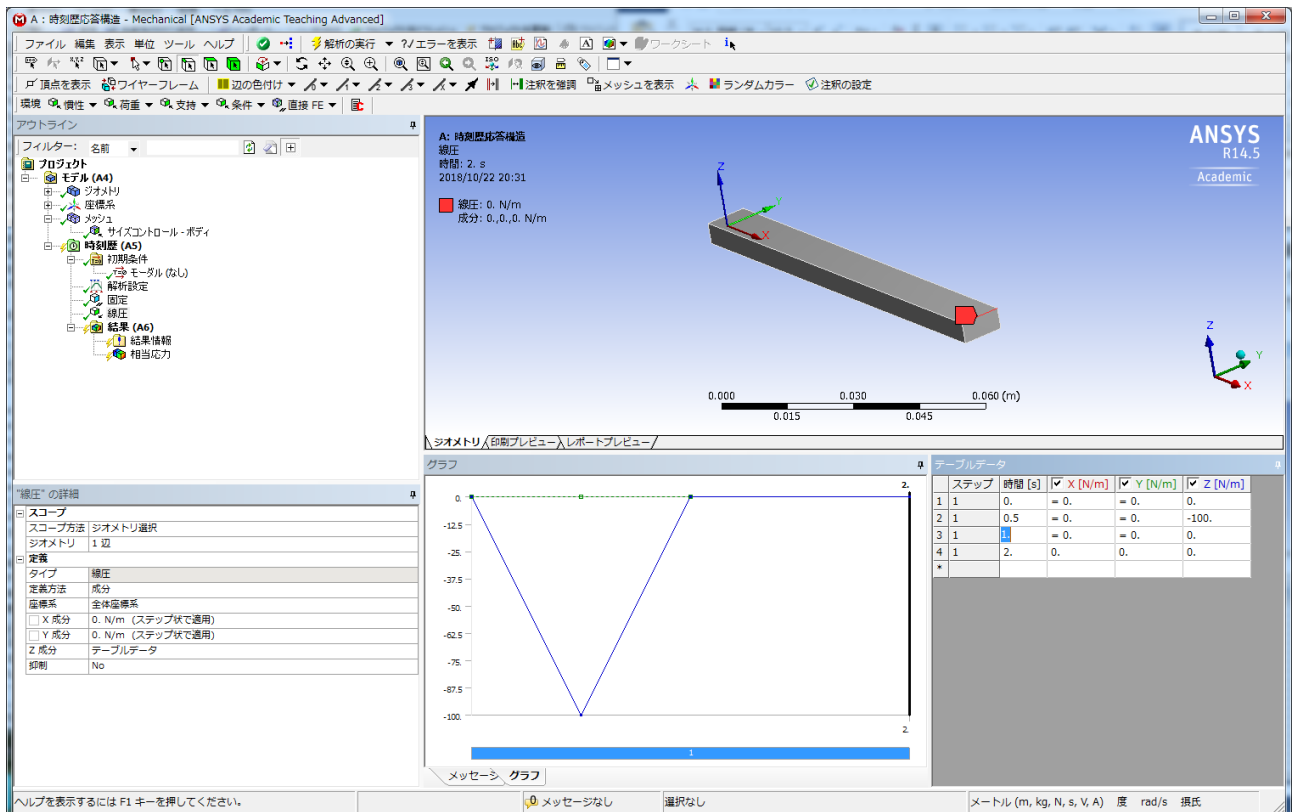 A : 時刻歴応答構造 - Mechanical [ANSYS Academic Teaching Advanced]
ファイル 編集 表示 単位 ツール ヘルプ 解析の実行 ?/エラーを表示 ワークシート
頂点を表示 ワイヤーフレーム 辺の色付け 注釈を強調 メッシュを表示 ランダムカラー 注釈の設定
環境 慣性 荷重 支持 条件 直接 FE
アウトライン
フィルター: 名前
プロジェクト
モデル (A4)
ジオメトリ
座標系
メッシュ
サイズコントロール - ボディ
時刻歴 (A5)
初期条件
モーダル (なし)
解析設定
固定
線圧
結果 (A6)
結果情報
相当応力
A: 時刻歴応答構造
線圧
時間: 2. s
2018/10/22 20:31
線圧: 0. N/m
成分: 0.,0.,0. N/m
ANSYS
R14.5
Academic
Z
Y
X
Z
Y
X
0.000 0.030 0.060 (m)
0.015 0.045
ジオメトリ 印刷プレビュー レポートプレビュー
"線圧" の詳細
スコープ
スコープ方法 ジオメトリ選択
ジオメトリ 1 辺
定義
タイプ 線圧
定義方法 成分
座標系 全体座標系
X 成分 0. N/m (ステップ状で適用)
Y 成分 0. N/m (ステップ状で適用)
Z 成分 テーブルデータ
抑制 No
グラフ
2.
0.
-12.5
-25.
-37.5
-50.
-62.5
-75.
-87.5
-100.
2.
1
メッセージ グラフ
テーブルデータ
ステップ 時間 [s] X [N/m] Y [N/m] Z [N/m]
1 1 0. = 0. = 0. 0.
2 1 0.5 = 0. = 0. -100.
3 1 1. = 0. = 0. 0.
4 1 2. 0. 0. 0.
*
ヘルプを表示するには F1 キーを押してください。 0 メッセージなし 選択なし メートル (m, kg, N, s, V, A) 度 rad/s 摂氏